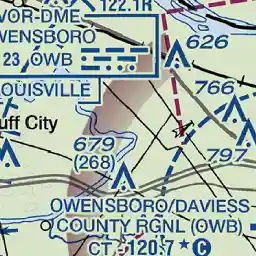 122.1R
VOR-DME
OWENSBORO
23 OWB
626
LOUISVILLE
766
uff City
679
(268)
797
OWENSBORO/DAVIESS
COUNTY RGNL (OWB)
CT 120.7 * C